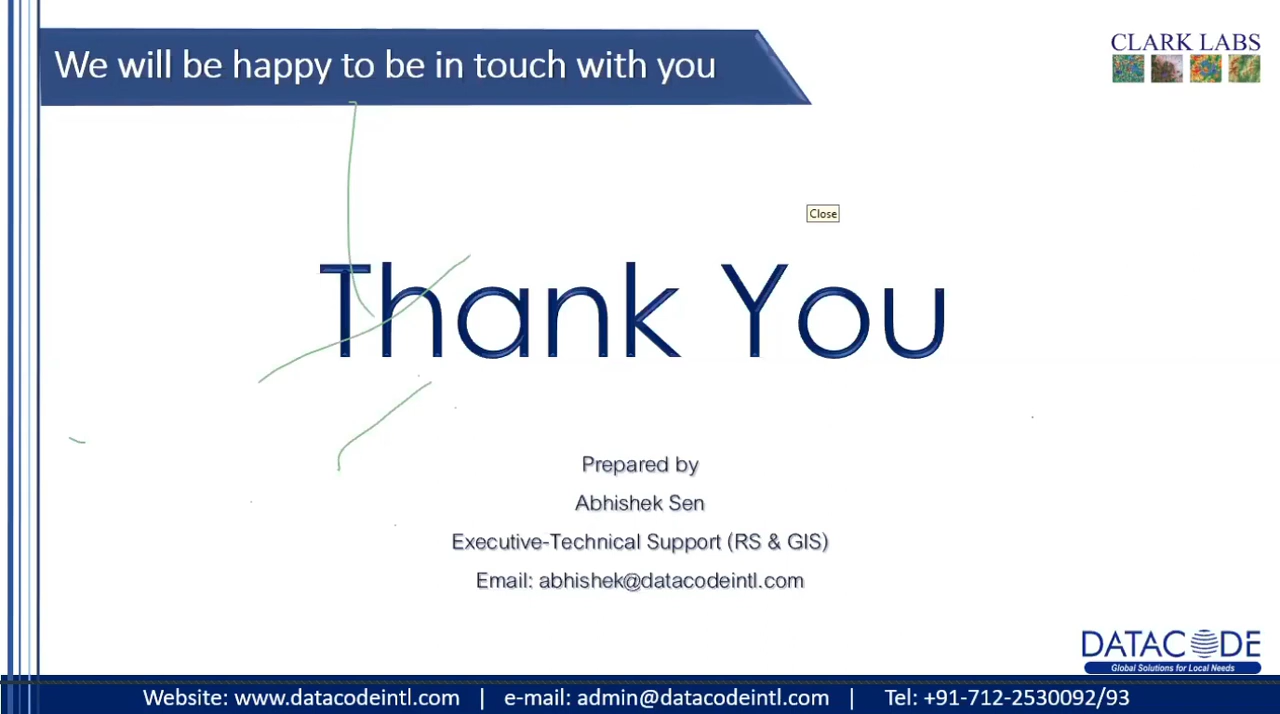 We will be happy to be in touch with you
CLARK LABS
Close
Thank You
Prepared by
Abhishek Sen
Executive-Technical Support (RS & GIS)
Email: abhishek@datacodeintl.com
DATACODE
Global Solutions for Local Needs
Website: www.datacodeintl.com | e-mail: admin@datacodeintl.com | Tel: +91-712-2530092/93